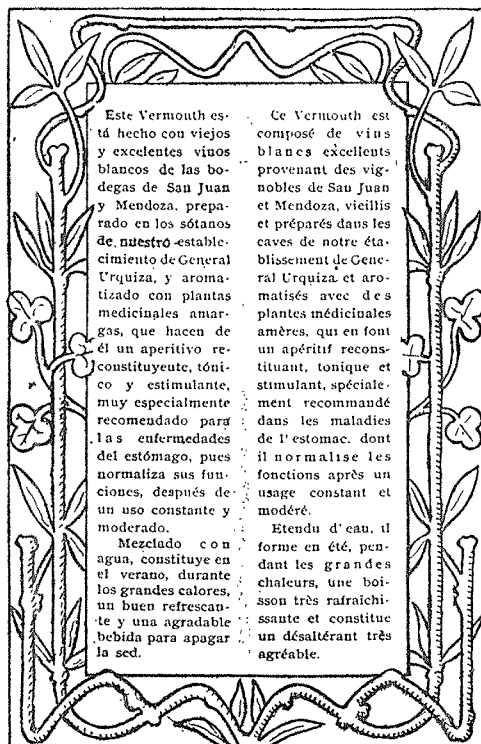 Este Vermouth es-
tá hecho con viejos
y excelentes vinos
blancos de las bo-
degas de San Juan
y Mendoza, prepa-
rado en los sótanos
de nuestro estable-
cimiento de General
Urquiza, y aroma-
tizado con plantas
medicinales amar-
gas, que hacen de
él un aperitivo re-
constituyente, tóni-
co y estimulante,
muy especialmente
recomendado para
las enfermedades
del estómago, pues
normaliza sus fun-
ciones, después de
un uso constante y
moderado.
Mezclado con
agua, constituye en
el verano, durante
los grandes calores,
un buen refrescan-
te y una agradable
bebida para apagar
la sed.
Ce Vermouth est
composé de vins
blancs excellents
provenant des vig-
nobles de San Juan
et Mendoza, vieillis
et préparés dans les
caves de notre éta-
blissement de Gene-
ral Urquiza et aro-
matisés avec des
plantes médicinales
amères, qui en font
un apéritif recons-
tituant, tonique et
stimulant, spéciale-
ment recommandé
dans les maladies
de l'estomac. dont
il normalise les
fonctions après un
usage constant et
modéré.
Etendu d'eau, il
forme en été, pen-
dant les grandes
chaleurs, une boi-
sson très rafraichi-
ssante et constitue
un désaltérant très
agréable.